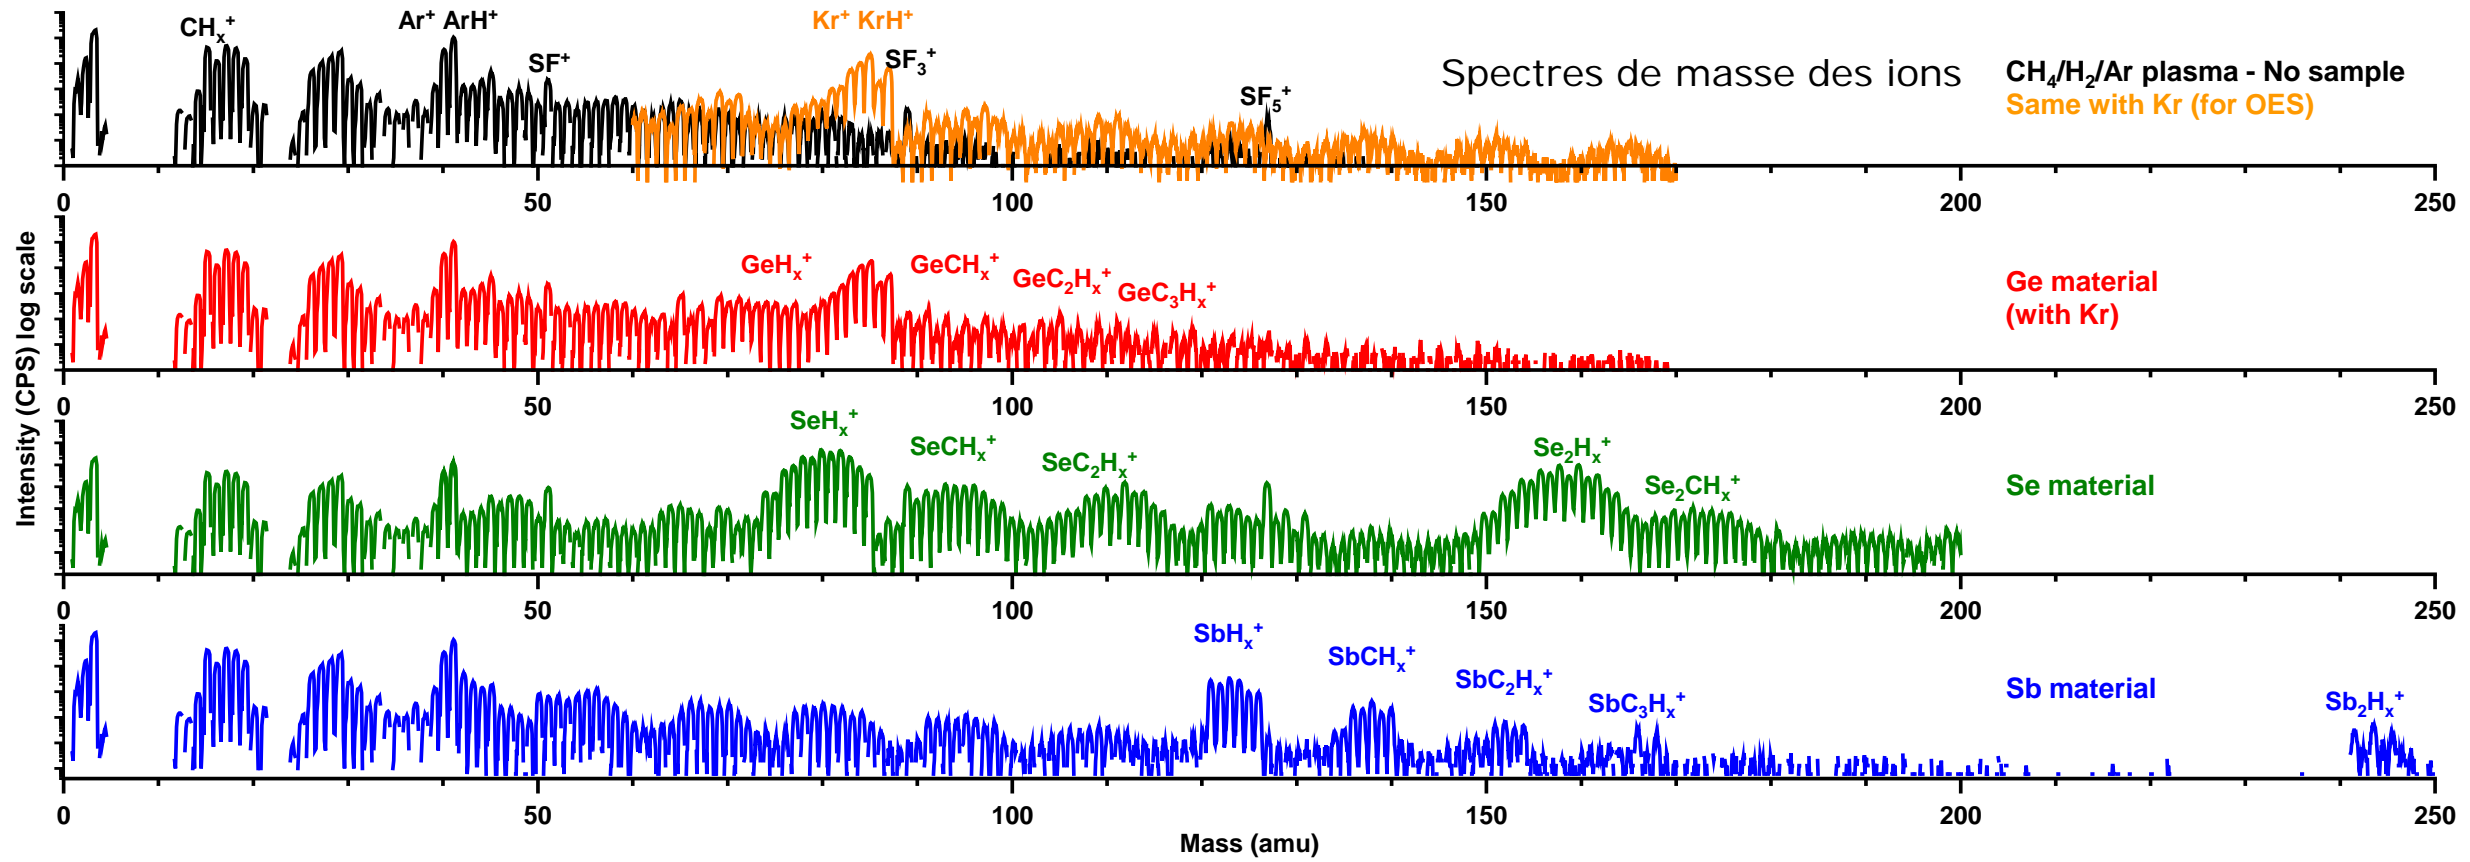 CHₓ⁺
Ar⁺ ArH⁺
SF⁺
Kr⁺ KrH⁺
SF₃⁺
SF₅⁺
Spectres de masse des ions
CH₄/H₂/Ar plasma - No sample
Same with Kr (for OES)
0 50 100 150 200 250
Intensity (CPS) log scale
GeHₓ⁺
GeCHₓ⁺
GeC₂Hₓ⁺
GeC₃Hₓ⁺
Ge material
(with Kr)
0 50 100 150 200 250
SeHₓ⁺
SeCHₓ⁺
SeC₂Hₓ⁺
Se₂Hₓ⁺
Se₂CHₓ⁺
Se material
0 50 100 150 200 250
SbHₓ⁺
SbCHₓ⁺
SbC₂Hₓ⁺
SbC₃Hₓ⁺
Sb material
Sb₂Hₓ⁺
0 50 100 150 200 250
Mass (amu)